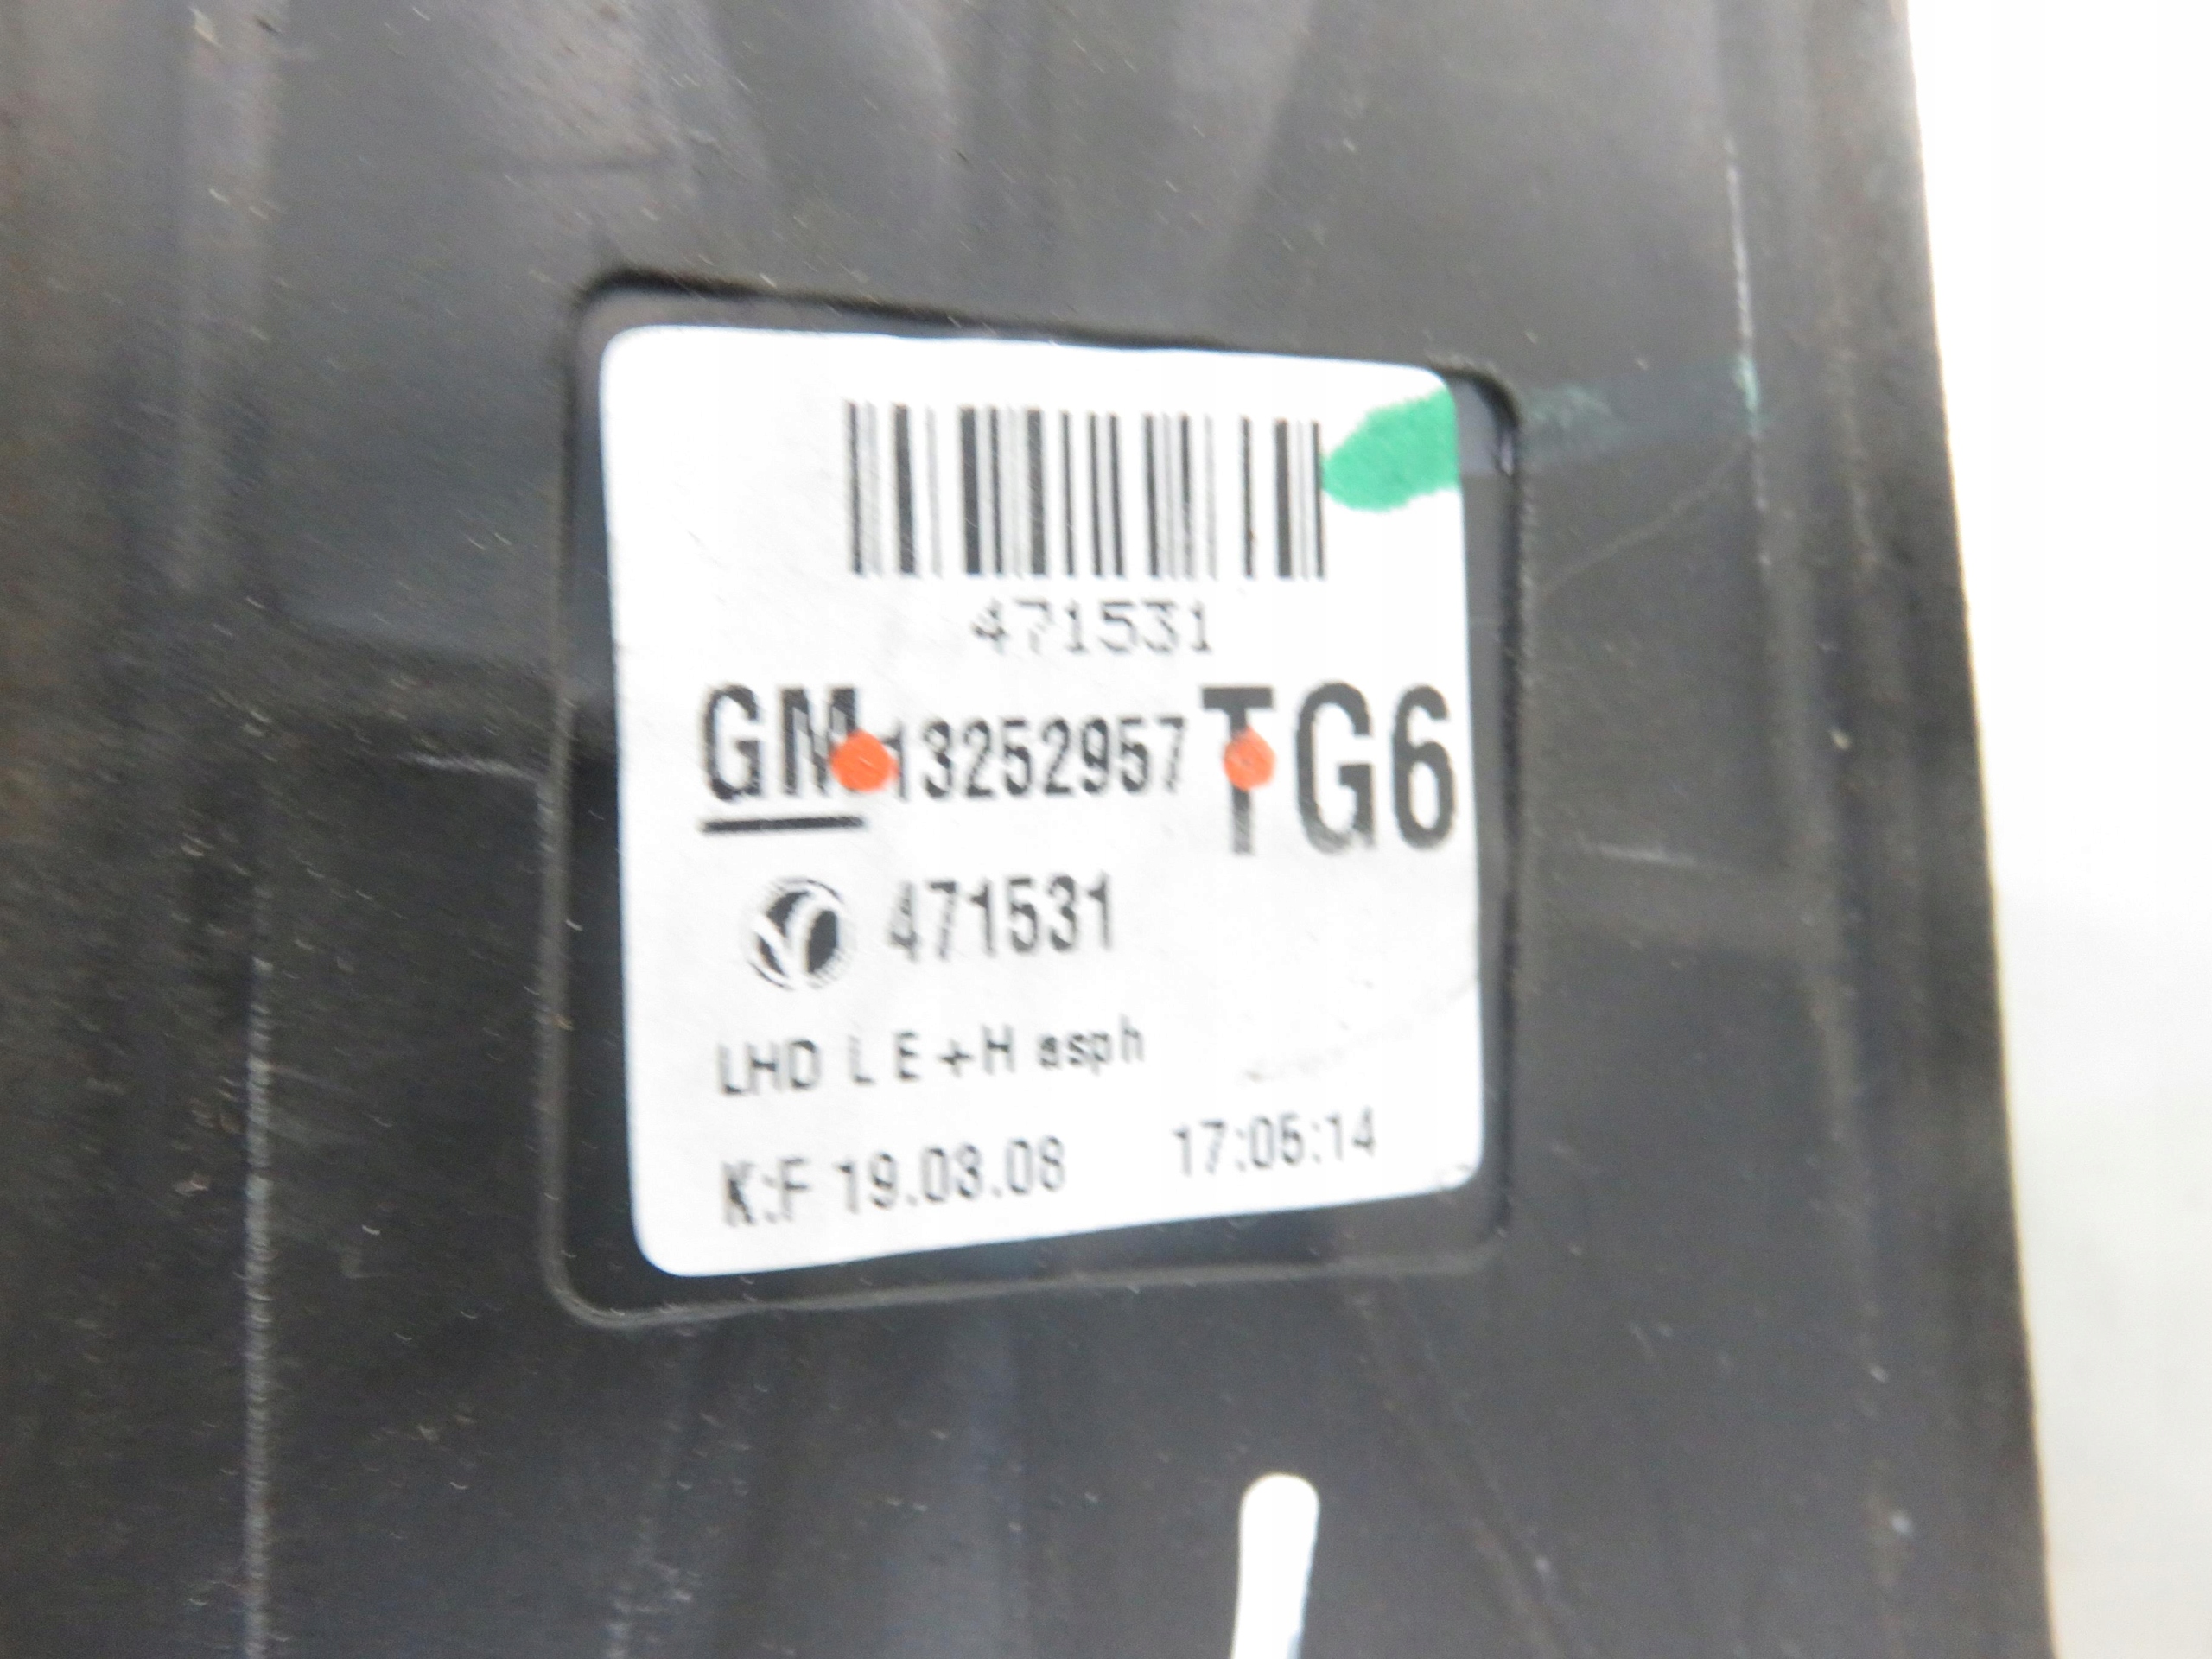 471531
GM 13252957 TG6
471531
LHD L E+H asph
K:F 19.03.08 17:05:14